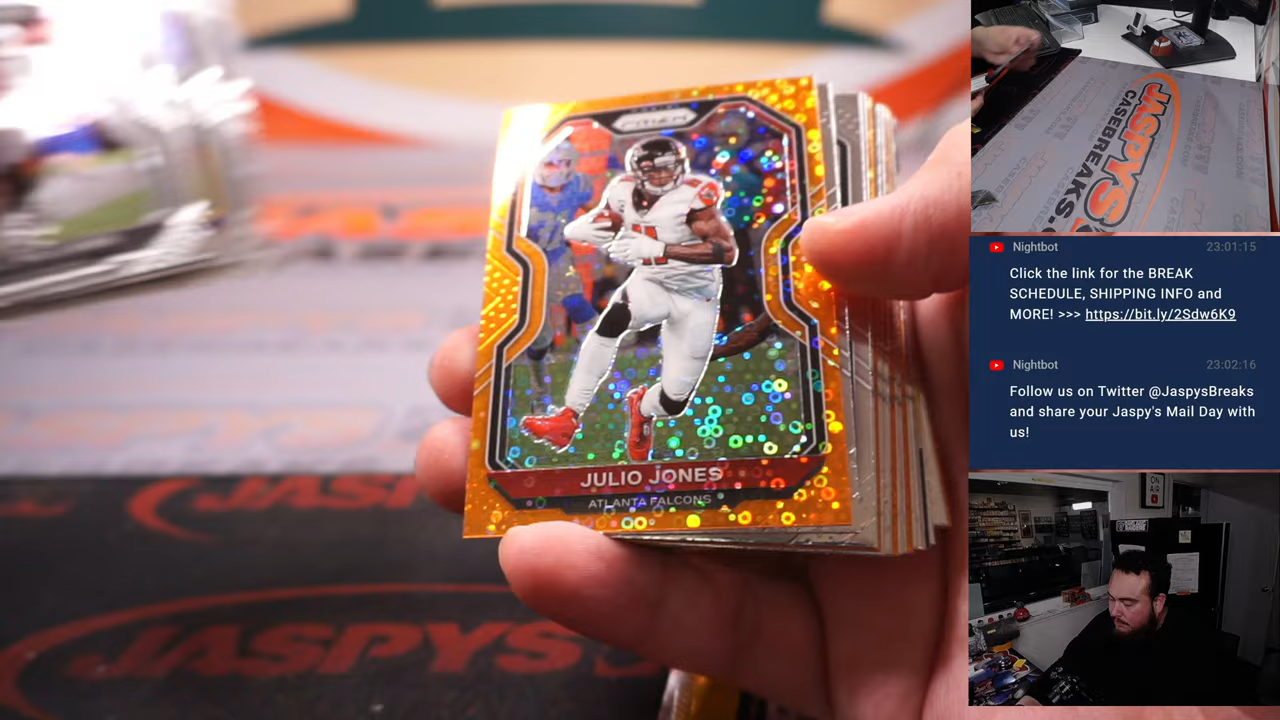 PRIZM
JULIO JONES
ATLANTA FALCONS
JASPYS
JASPYS
CASEBREAKS.
Nightbot 23:01:15
Click the link for the BREAK
SCHEDULE, SHIPPING INFO and
MORE! >>> https://bit.ly/2Sdw6K9
Nightbot 23:02:16
Follow us on Twitter @JaspysBreaks
and share your Jaspy's Mail Day with
us!
ON
AIR